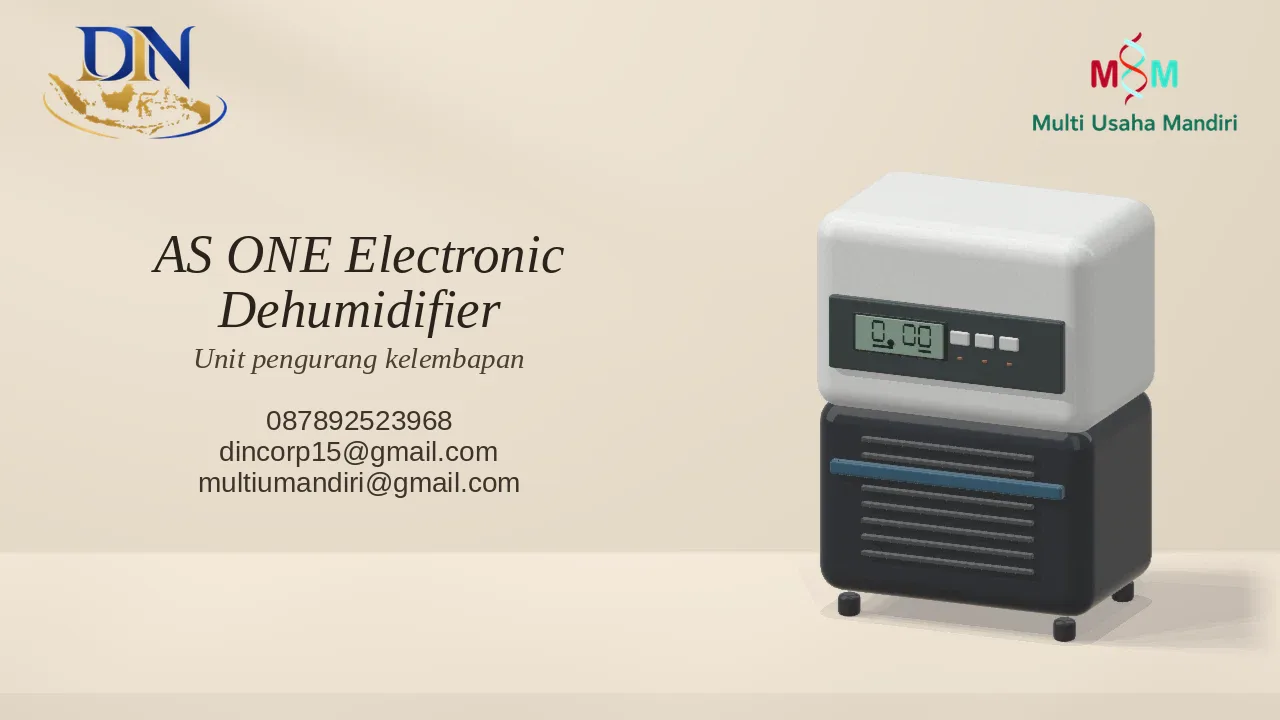 DIN
M M
Multi Usaha Mandiri
AS ONE Electronic
Dehumidifier
Unit pengurang kelembapan
087892523968
dincorp15@gmail.com
multiumandiri@gmail.com
0.00